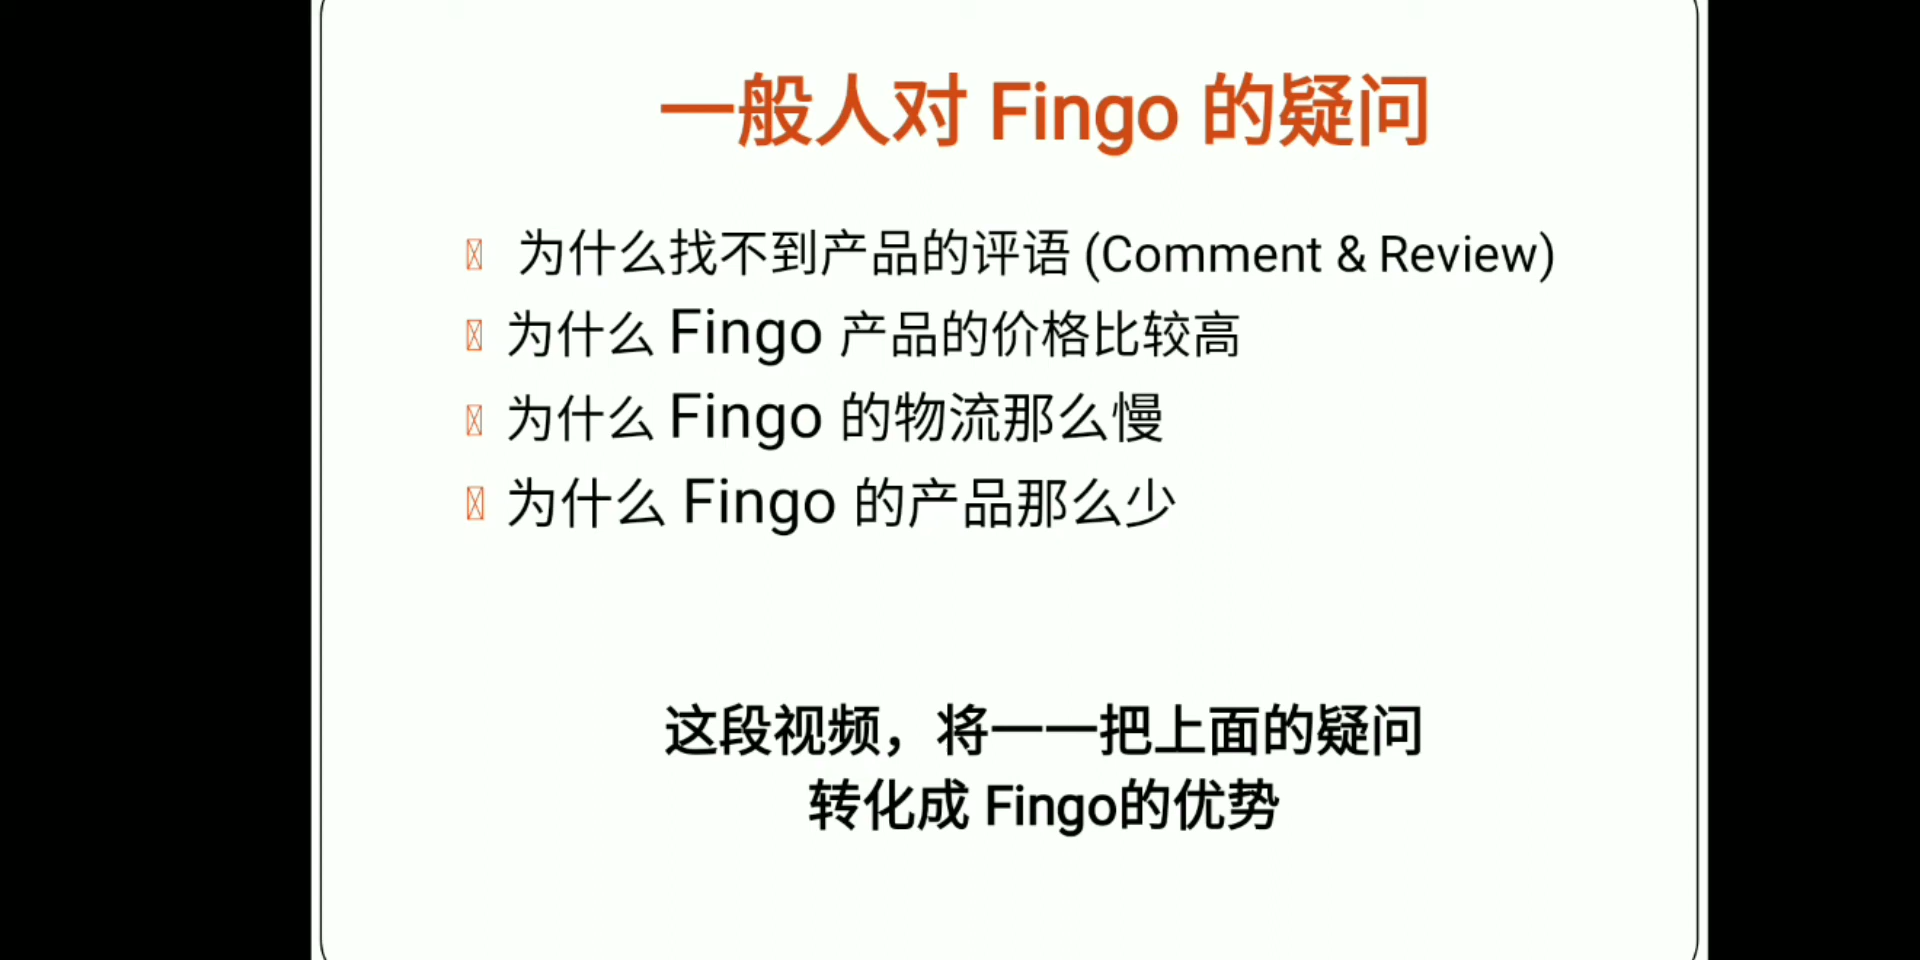 一般人对 Fingo 的疑问
为什么找不到产品的评语 (Comment & Review)
为什么 Fingo 产品的价格比较高
为什么 Fingo 的物流那么慢
为什么 Fingo 的产品那么少
这段视频，将一一把上面的疑问
转化成 Fingo的优势